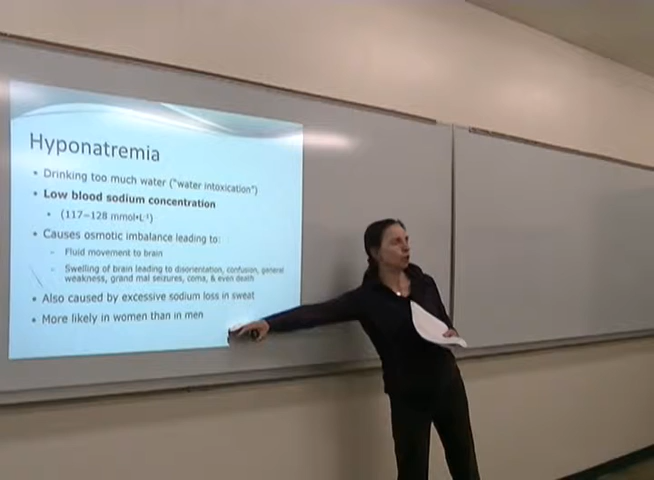 Hyponatremia
• Drinking too much water ("water intoxication")
• Low blood sodium concentration
• (117–128 mmol•L⁻¹)
• Causes osmotic imbalance leading to:
– Fluid movement to brain
– Swelling of brain leading to disorientation, confusion, general
weakness, grand mal seizures, coma, & even death
• Also caused by excessive sodium loss in sweat
• More likely in women than in men